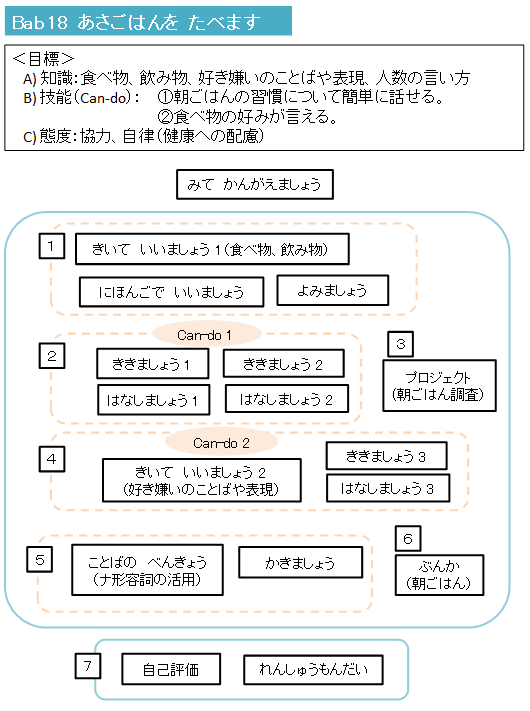 Bab18 あさごはんを たべます
＜目標＞
A) 知識：食べ物、飲み物、好き嫌いのことばや表現、人数の言い方
B) 技能（Can-do）： ①朝ごはんの習慣について簡単に話せる。
②食べ物の好みが言える。
C) 態度：協力、自律（健康への配慮）
みて かんがえましょう
1
きいて いいましょう1（食べ物、飲み物）
にほんごで いいましょう
よみましょう
Can-do 1
2
ききましょう1
ききましょう2
はなしましょう1
はなしましょう2
3
プロジェクト
（朝ごはん調査）
Can-do 2
4
きいて いいましょう2
（好き嫌いのことばや表現）
ききましょう3
はなしましょう3
5
ことばの べんきょう
（ナ形容詞の活用）
かきましょう
6
ぶんか
（朝ごはん）
7
自己評価
れんしゅうもんだい